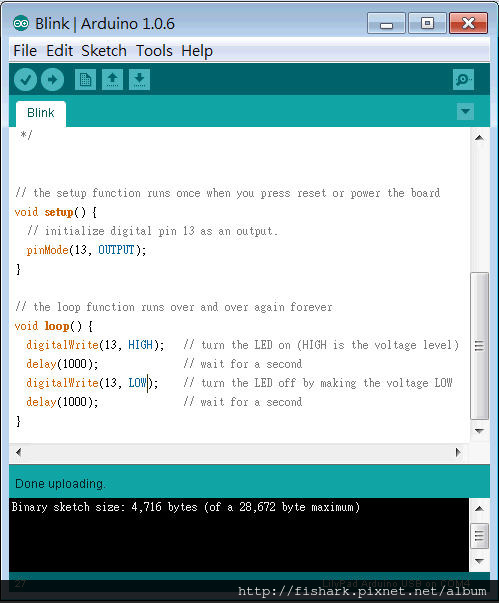 Blink | Arduino 1.0.6
File Edit Sketch Tools Help
Blink
*/
// the setup function runs once when you press reset or power the board
void setup() {
// initialize digital pin 13 as an output.
pinMode(13, OUTPUT);
}
// the loop function runs over and over again forever
void loop() {
digitalWrite(13, HIGH); // turn the LED on (HIGH is the voltage level)
delay(1000); // wait for a second
digitalWrite(13, LOW); // turn the LED off by making the voltage LOW
delay(1000); // wait for a second
}
Done uploading.
Binary sketch size: 4,716 bytes (of a 28,672 byte maximum)
27 LilyPad Arduino USB on COM4
http://fishark.pixnet.net/album